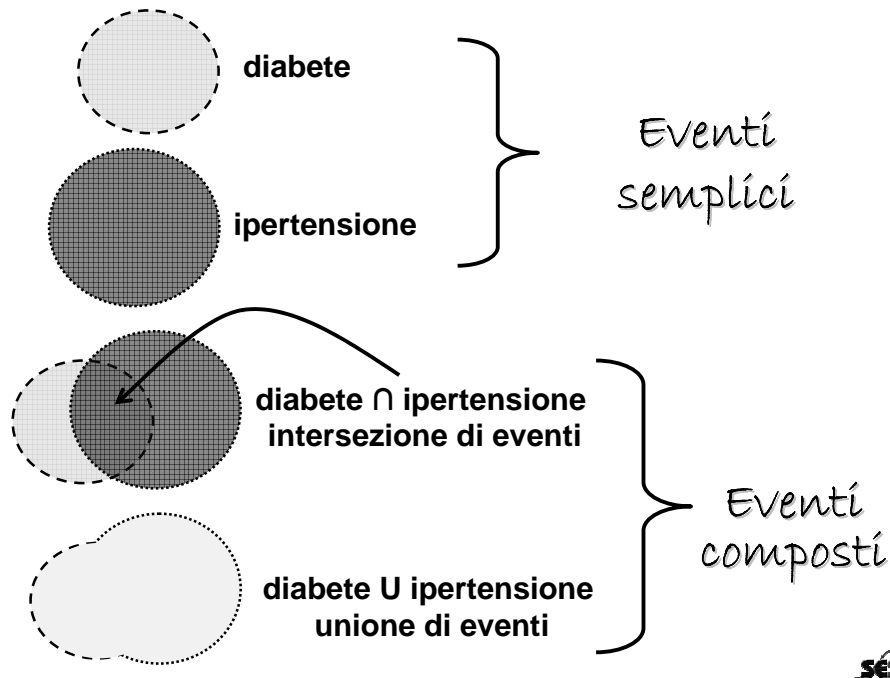 diabete
Eventi
semplici
ipertensione
diabete ∩ ipertensione
intersezione di eventi
Eventi
composti
diabete U ipertensione
unione di eventi